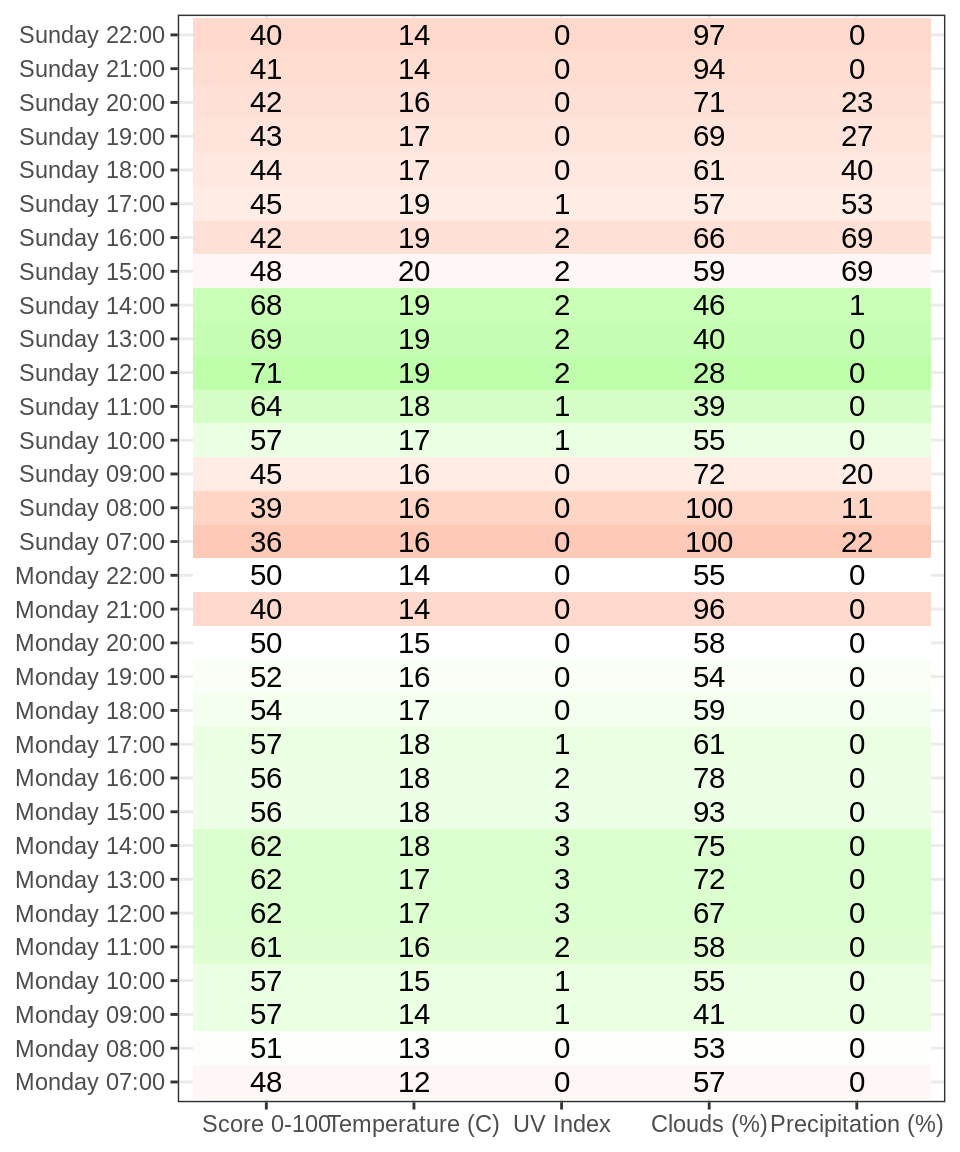 Sunday 22:00 40 14 0 97 0
Sunday 21:00 41 14 0 94 0
Sunday 20:00 42 16 0 71 23
Sunday 19:00 43 17 0 69 27
Sunday 18:00 44 17 0 61 40
Sunday 17:00 45 19 1 57 53
Sunday 16:00 42 19 2 66 69
Sunday 15:00 48 20 2 59 69
Sunday 14:00 68 19 2 46 1
Sunday 13:00 69 19 2 40 0
Sunday 12:00 71 19 2 28 0
Sunday 11:00 64 18 1 39 0
Sunday 10:00 57 17 1 55 0
Sunday 09:00 45 16 0 72 20
Sunday 08:00 39 16 0 100 11
Sunday 07:00 36 16 0 100 22
Monday 22:00 50 14 0 55 0
Monday 21:00 40 14 0 96 0
Monday 20:00 50 15 0 58 0
Monday 19:00 52 16 0 54 0
Monday 18:00 54 17 0 59 0
Monday 17:00 57 18 1 61 0
Monday 16:00 56 18 2 78 0
Monday 15:00 56 18 3 93 0
Monday 14:00 62 18 3 75 0
Monday 13:00 62 17 3 72 0
Monday 12:00 62 17 3 67 0
Monday 11:00 61 16 2 58 0
Monday 10:00 57 15 1 55 0
Monday 09:00 57 14 1 41 0
Monday 08:00 51 13 0 53 0
Monday 07:00 48 12 0 57 0
Score 0-100 Temperature (C) UV Index Clouds (%) Precipitation (%)